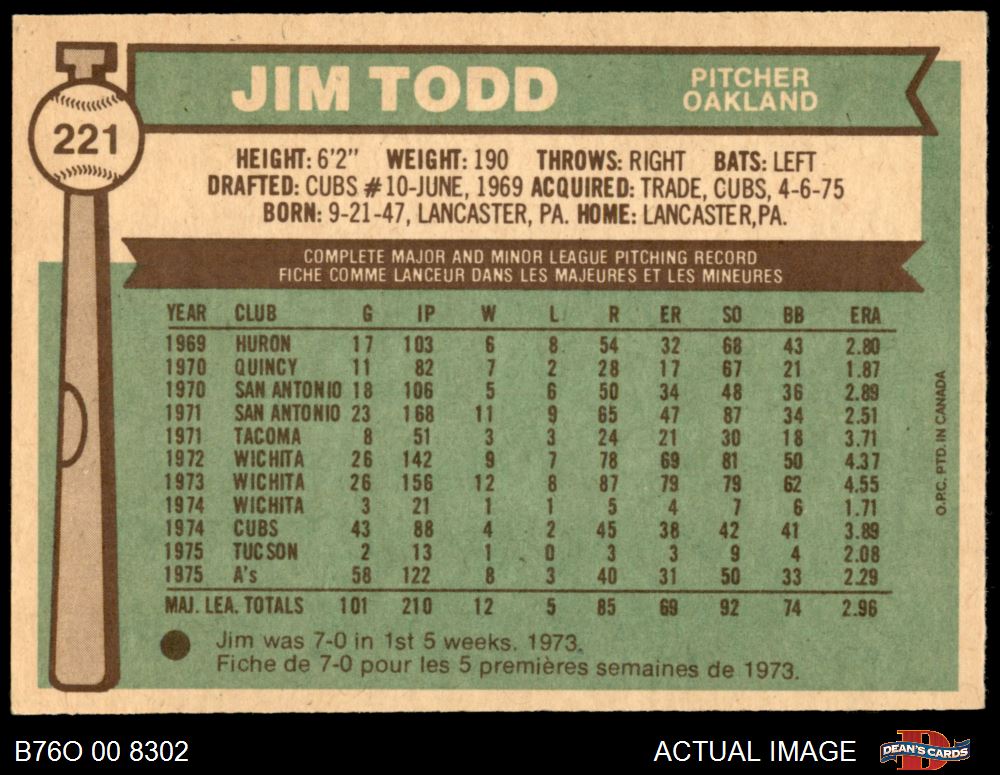 JIM TODD
PITCHER
OAKLAND
221
HEIGHT: 6'2" WEIGHT: 190 THROWS: RIGHT BATS: LEFT
DRAFTED: CUBS #10-JUNE, 1969 ACQUIRED: TRADE, CUBS, 4-6-75
BORN: 9-21-47, LANCASTER, PA. HOME: LANCASTER, PA.
COMPLETE MAJOR AND MINOR LEAGUE PITCHING RECORD
FICHE COMME LANCEUR DANS LES MAJEURES ET LES MINEURES
YEAR CLUB G IP W L R ER SO BB ERA
1969 HURON 17 103 6 8 54 32 68 43 2.80
1970 QUINCY 11 82 7 2 28 17 67 21 1.87
1970 SAN ANTONIO 18 106 5 6 50 34 48 36 2.89
1971 SAN ANTONIO 23 168 11 9 65 47 87 34 2.51
1971 TACOMA 8 51 3 3 24 21 30 18 3.71
1972 WICHITA 26 142 9 7 78 69 81 50 4.37
1973 WICHITA 26 156 12 8 87 79 79 62 4.55
1974 WICHITA 3 21 1 1 5 4 7 6 1.71
1974 CUBS 43 88 4 2 45 38 42 41 3.89
1975 TUCSON 2 13 1 0 3 3 9 4 2.08
1975 A's 58 122 8 3 40 31 50 33 2.29
MAJ. LEA. TOTALS 101 210 12 5 85 69 92 74 2.96
Jim was 7-0 in 1st 5 weeks. 1973.
Fiche de 7-0 pour les 5 premières semaines de 1973.
O.P.C. PTD. IN CANADA
B76O 00 8302
ACTUAL IMAGE
D
DEAN'S CARDS